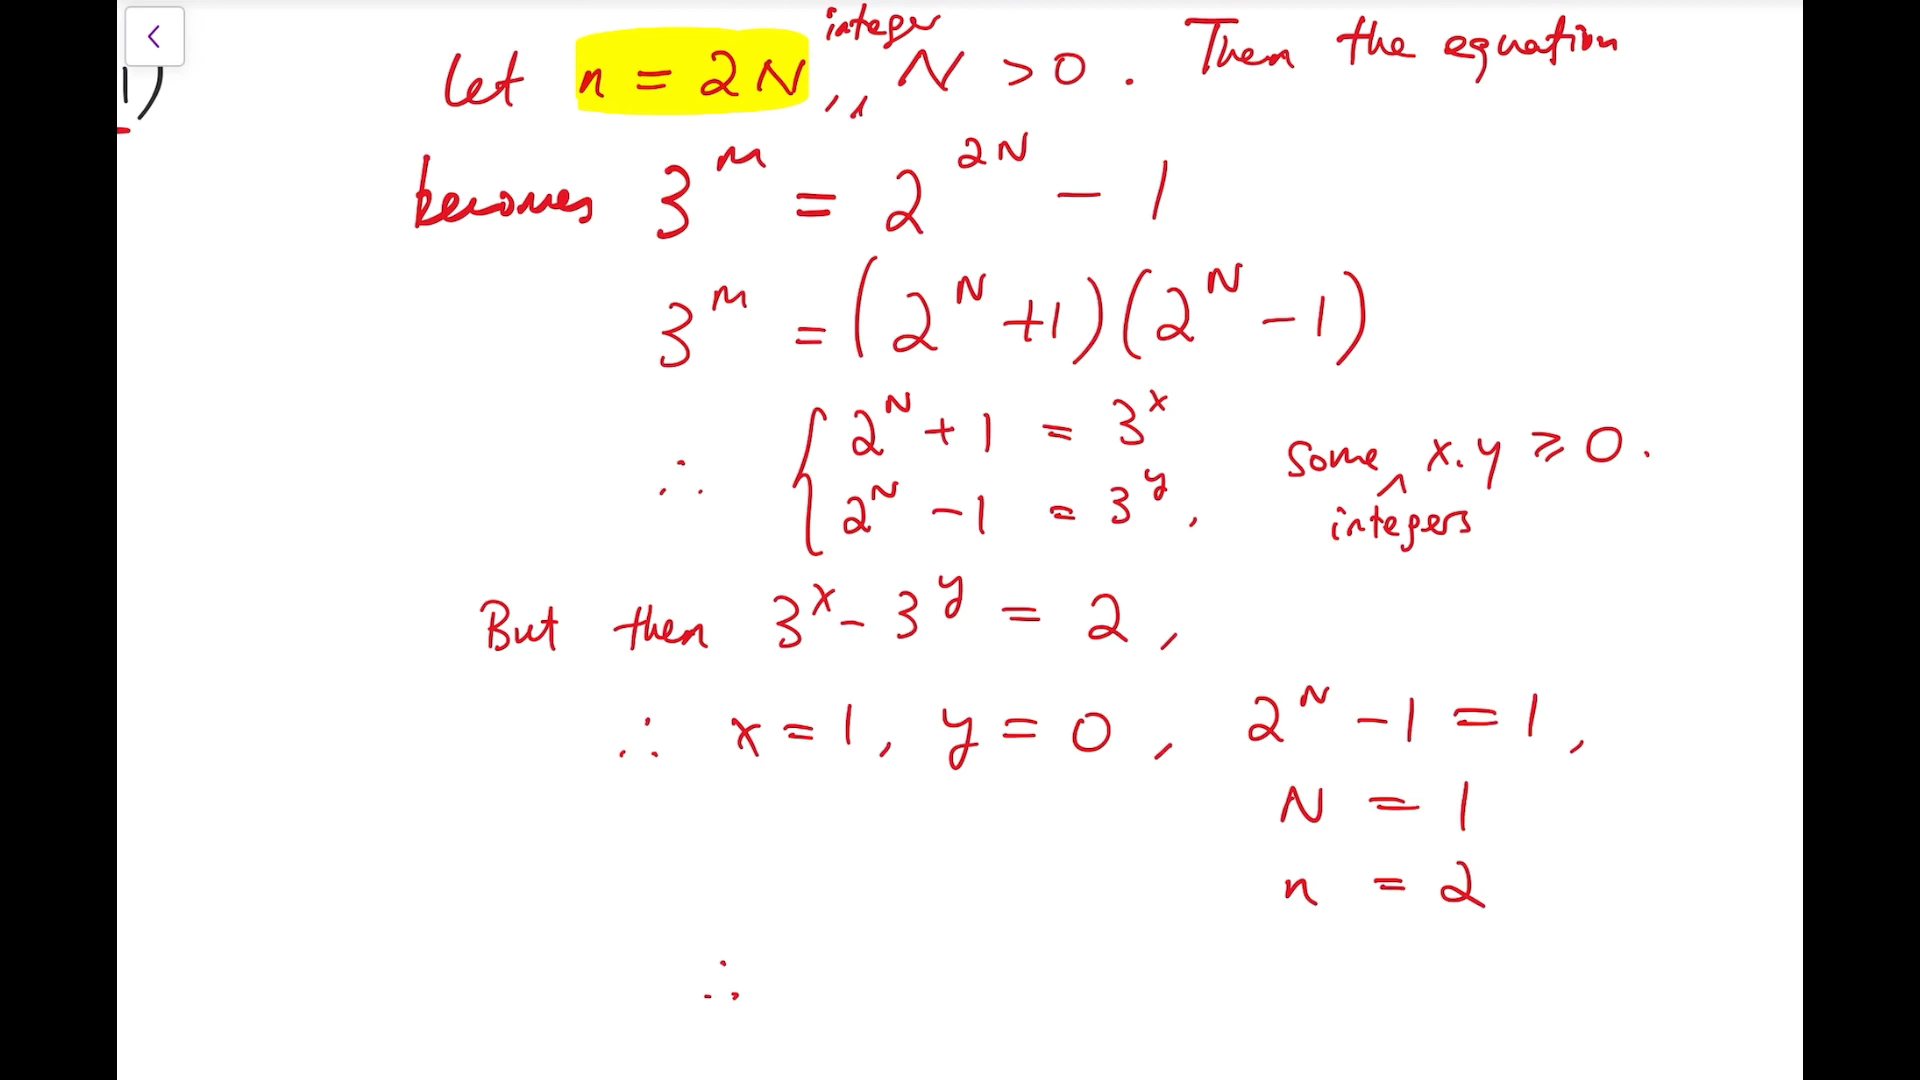 1)
Let n = 2N, integer N > 0. Then the equation
becomes 3^m = 2^{2N} - 1
3^m = (2^N + 1)(2^N - 1)
∴ { 2^N + 1 = 3^x
2^N - 1 = 3^y, some integers x, y ⩾ 0.
But then 3^x - 3^y = 2,
∴ x = 1, y = 0, 2^N - 1 = 1,
N = 1
n = 2
∴